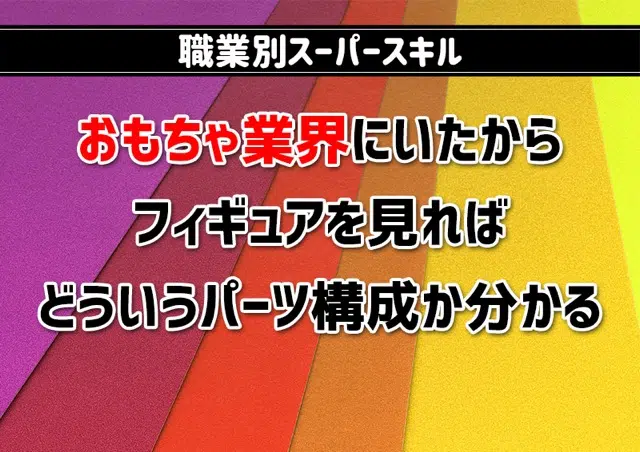 職業別スーパースキル
おもちゃ業界にいたから
フィギュアを見れば
どういうパーツ構成か分かる